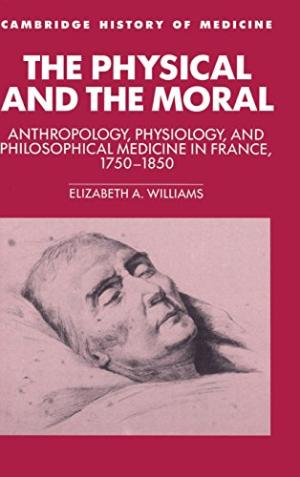 CAMBRIDGE HISTORY OF MEDICINE
THE PHYSICAL
AND THE MORAL
ANTHROPOLOGY, PHYSIOLOGY, AND
PHILOSOPHICAL MEDICINE IN FRANCE,
1750–1850
ELIZABETH A. WILLIAMS